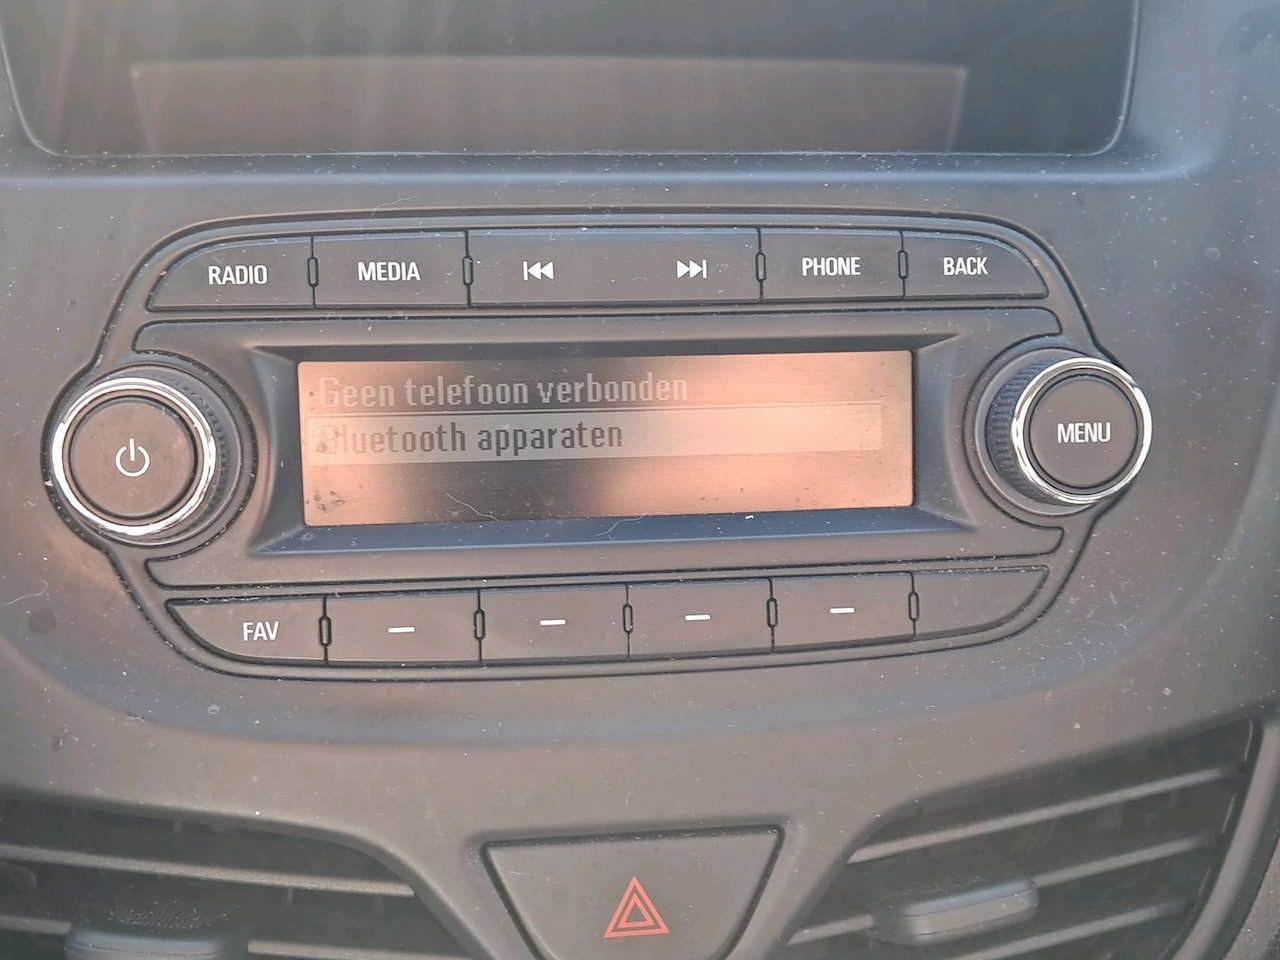 RADIO MEDIA PHONE BACK
Geen telefoon verbonden
Bluetooth apparaten
MENU
FAV